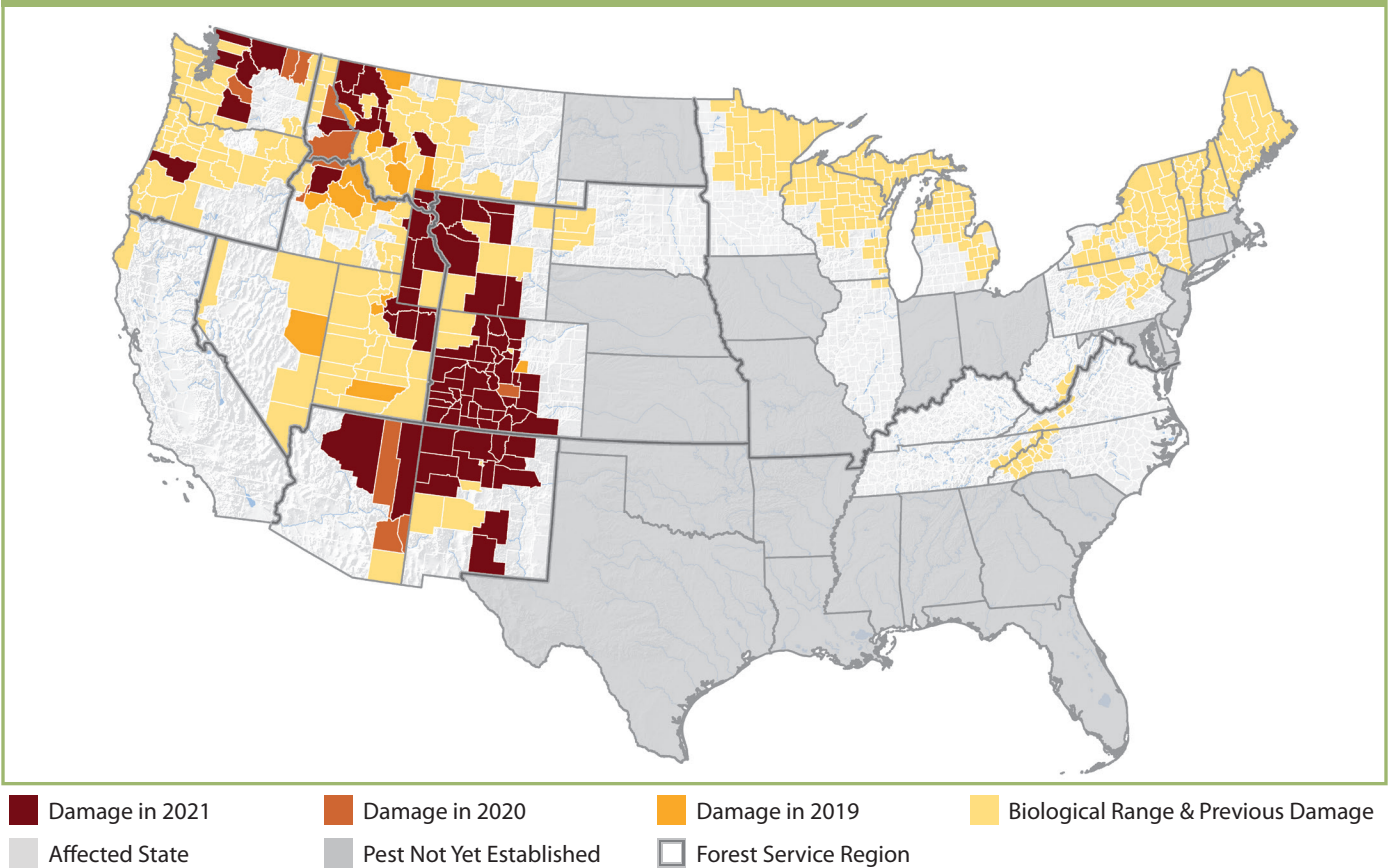 Damage in 2021 Damage in 2020 Damage in 2019 Biological Range & Previous Damage
Affected State Pest Not Yet Established Forest Service Region